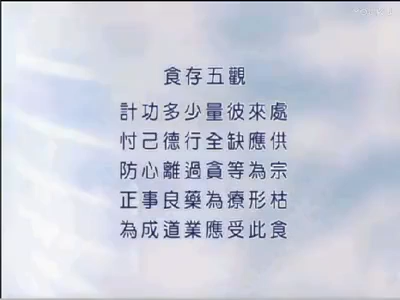 食存五觀
計功多少量彼來處
忖己德行全缺應供
防心離過貪等為宗
正事良藥為療形枯
為成道業應受此食